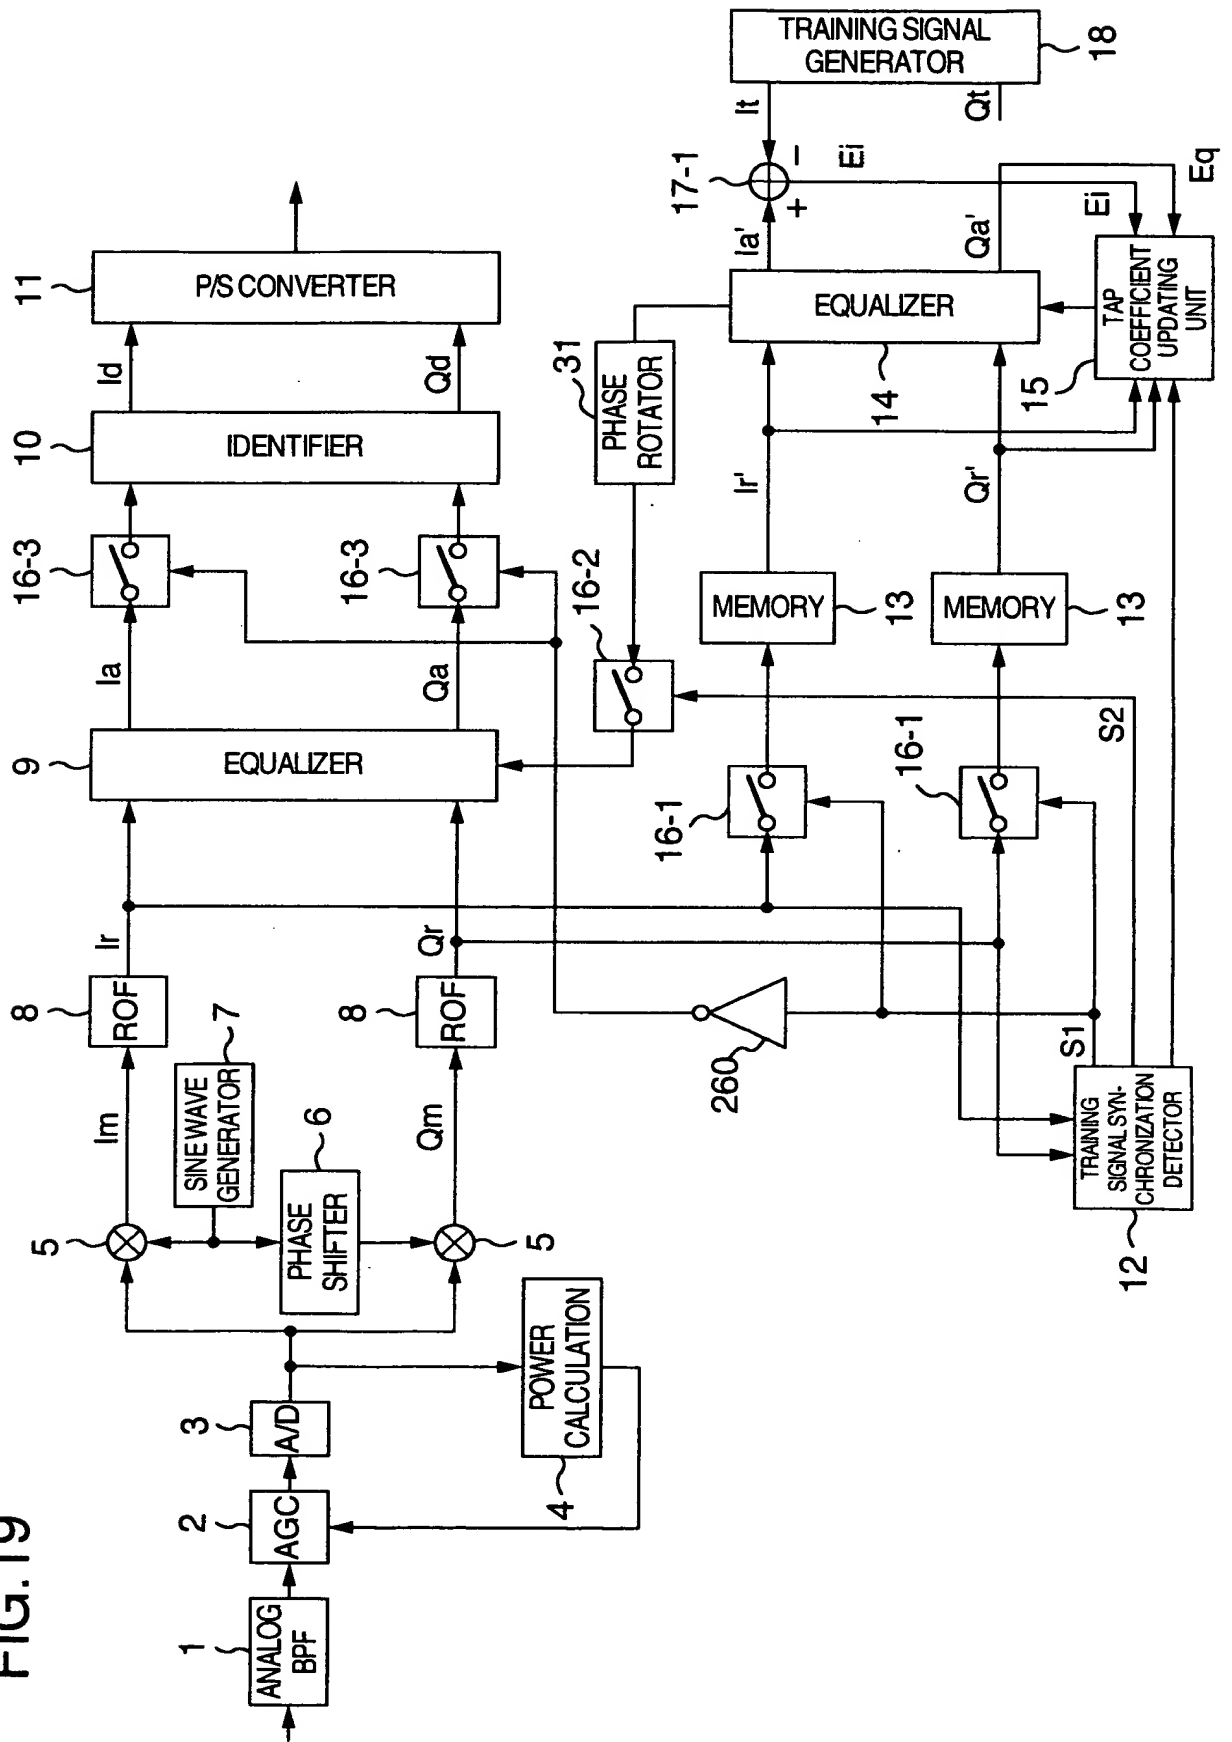 FIG.19
1
ANALOG
BPF
2
AGC
3
A/D
4
POWER
CALCULATION
5
5
6
PHASE
SHIFTER
7
SINE WAVE
GENERATOR
Im
Qm
8
ROF
8
ROF
Ir
Qr
9
EQUALIZER
Ia
Qa
16-3
16-3
10
IDENTIFIER
Id
Qd
11
P/S CONVERTER
12
TRAINING
SIGNAL SYN-
CHRONIZATION
DETECTOR
S1
S2
260
16-1
16-1
16-2
MEMORY
13
MEMORY
13
Ir'
Qr'
31
PHASE
ROTATOR
14
EQUALIZER
15
TAP
COEFFICIENT
UPDATING
UNIT
Ia'
Qa'
17-1
+
−
Ei
Ei
Eq
It
Qt
TRAINING SIGNAL
GENERATOR
18